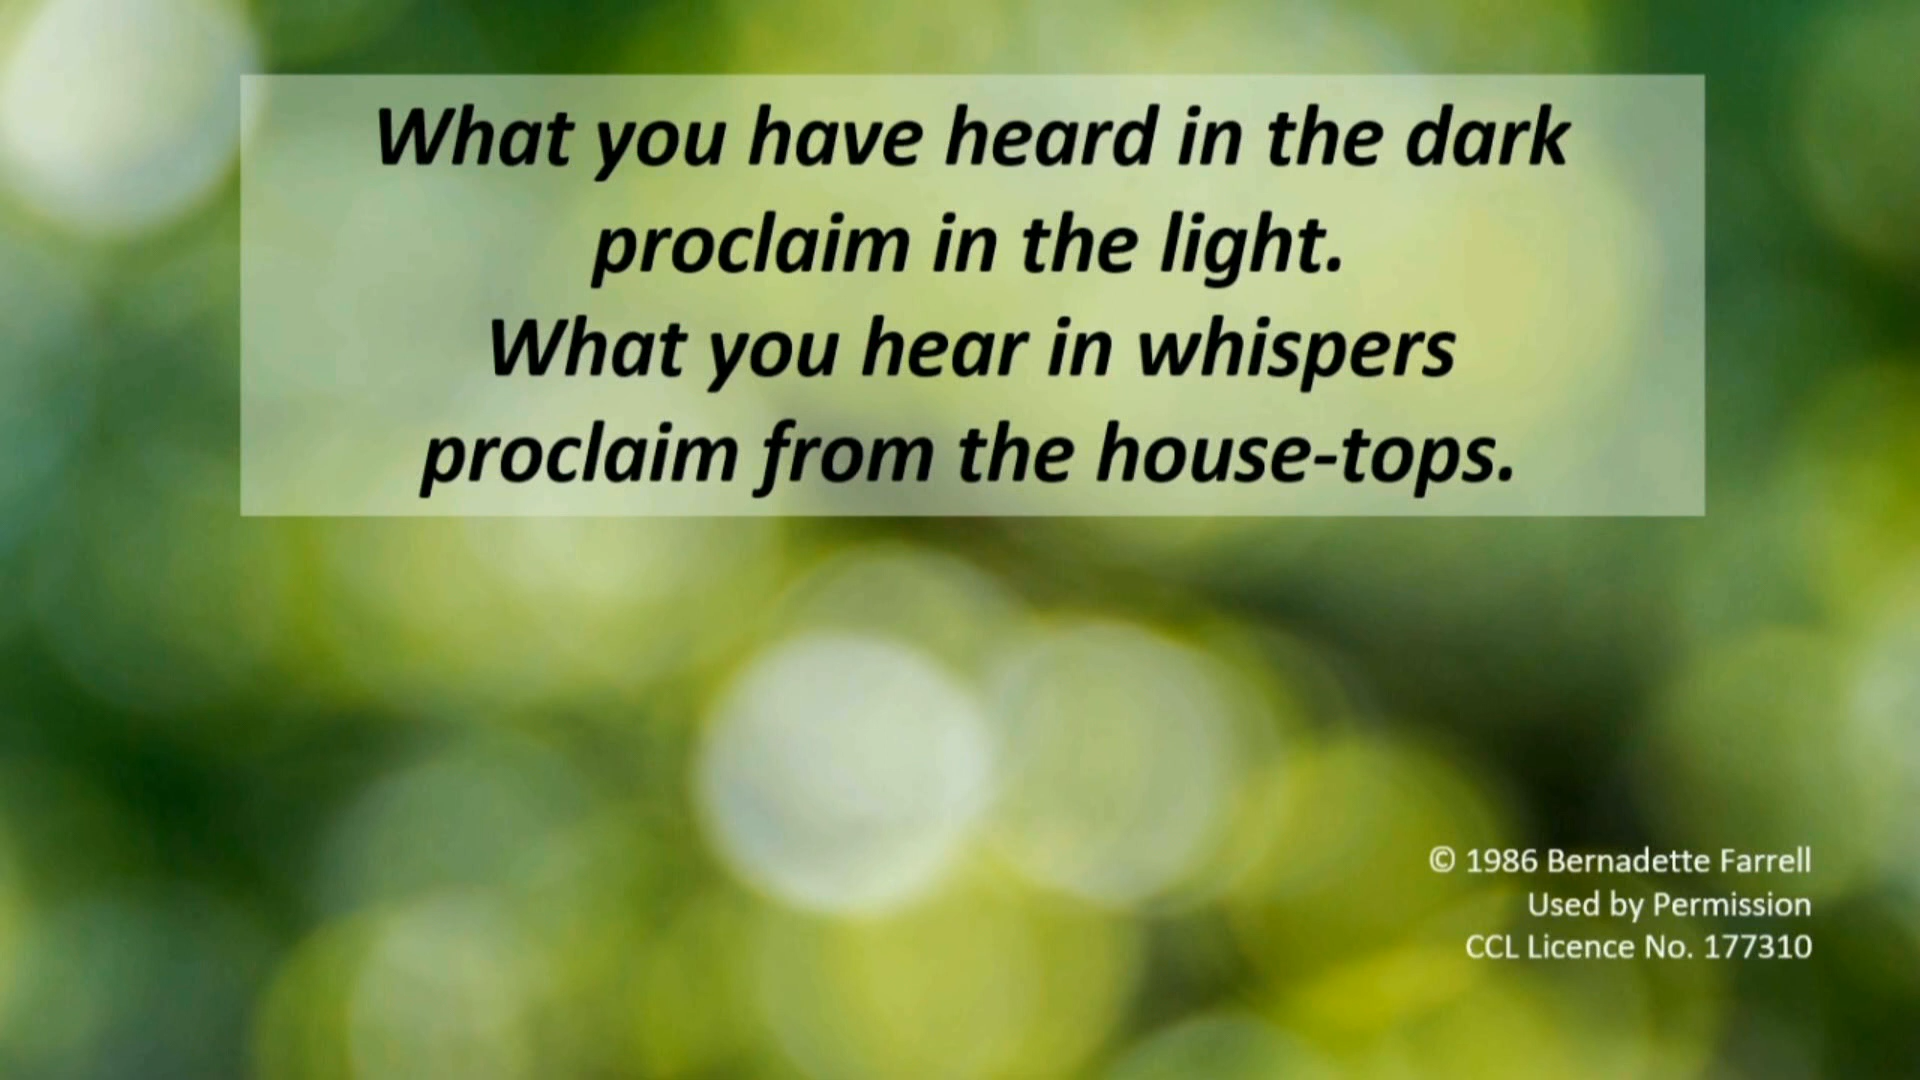 What you have heard in the dark
proclaim in the light.
What you hear in whispers
proclaim from the house-tops.
© 1986 Bernadette Farrell
Used by Permission
CCL Licence No. 177310